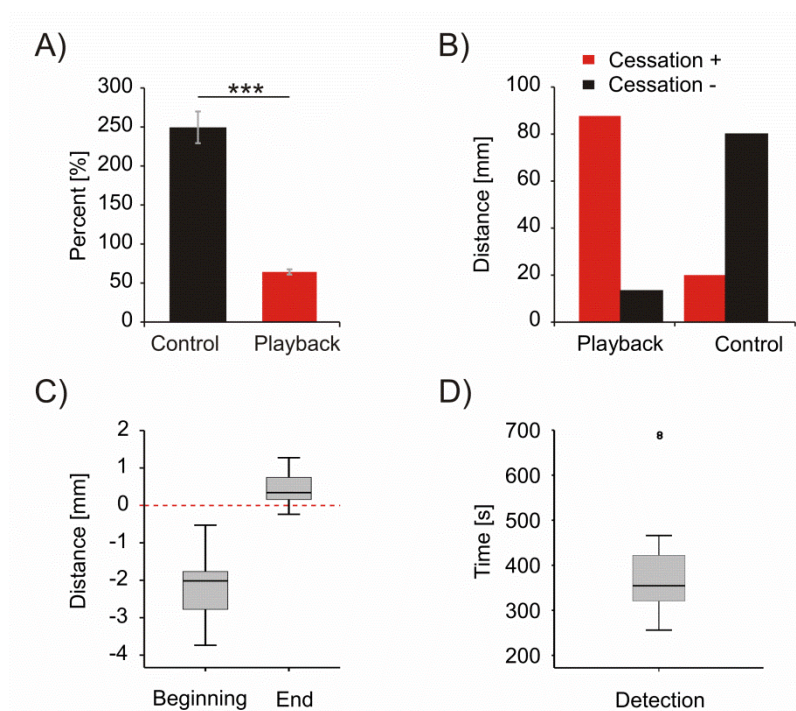 A)
Percent [%]
300
250
200
150
100
50
0
***
Control Playback
B)
Cessation +
Cessation -
Distance [mm]
100
80
60
40
20
0
Playback Control
C)
Distance [mm]
2
1
0
-1
-2
-3
-4
Beginning End
D)
Time [s]
700
600
500
400
300
200
8
Detection